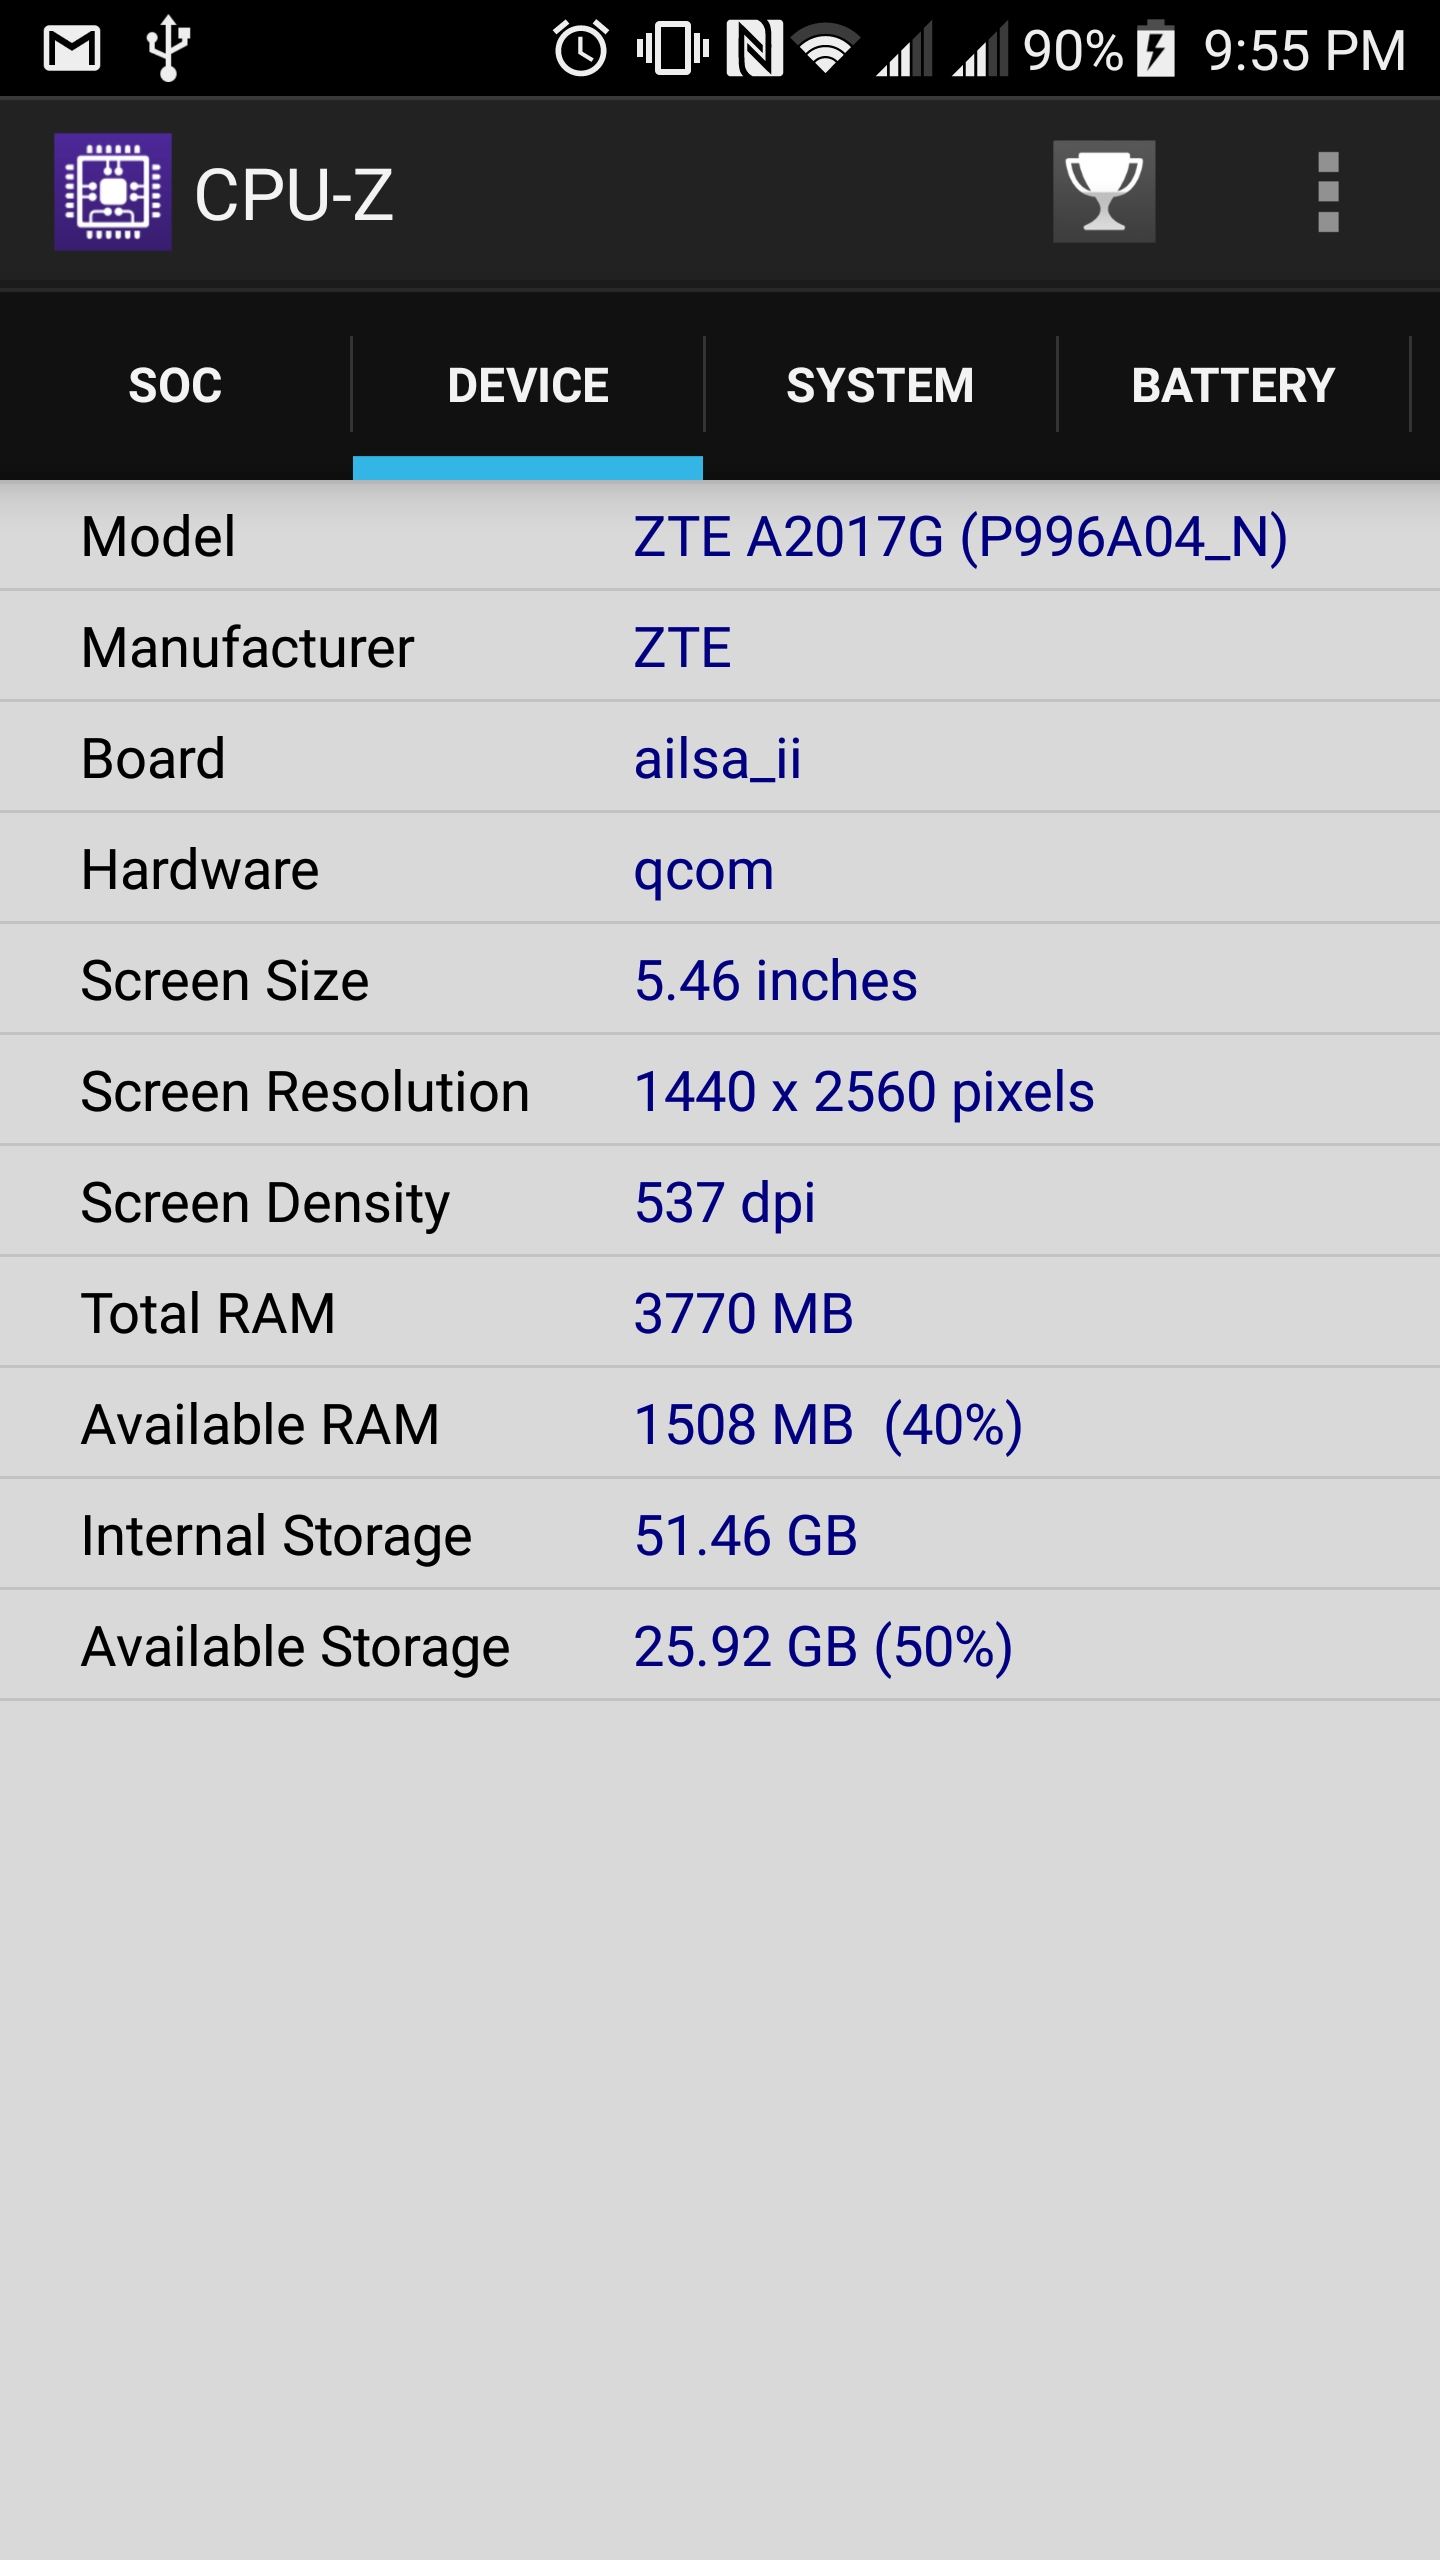 90% 9:55 PM
CPU-Z
SOC DEVICE SYSTEM BATTERY
Model ZTE A2017G (P996A04_N)
Manufacturer ZTE
Board ailsa_ii
Hardware qcom
Screen Size 5.46 inches
Screen Resolution 1440 x 2560 pixels
Screen Density 537 dpi
Total RAM 3770 MB
Available RAM 1508 MB (40%)
Internal Storage 51.46 GB
Available Storage 25.92 GB (50%)